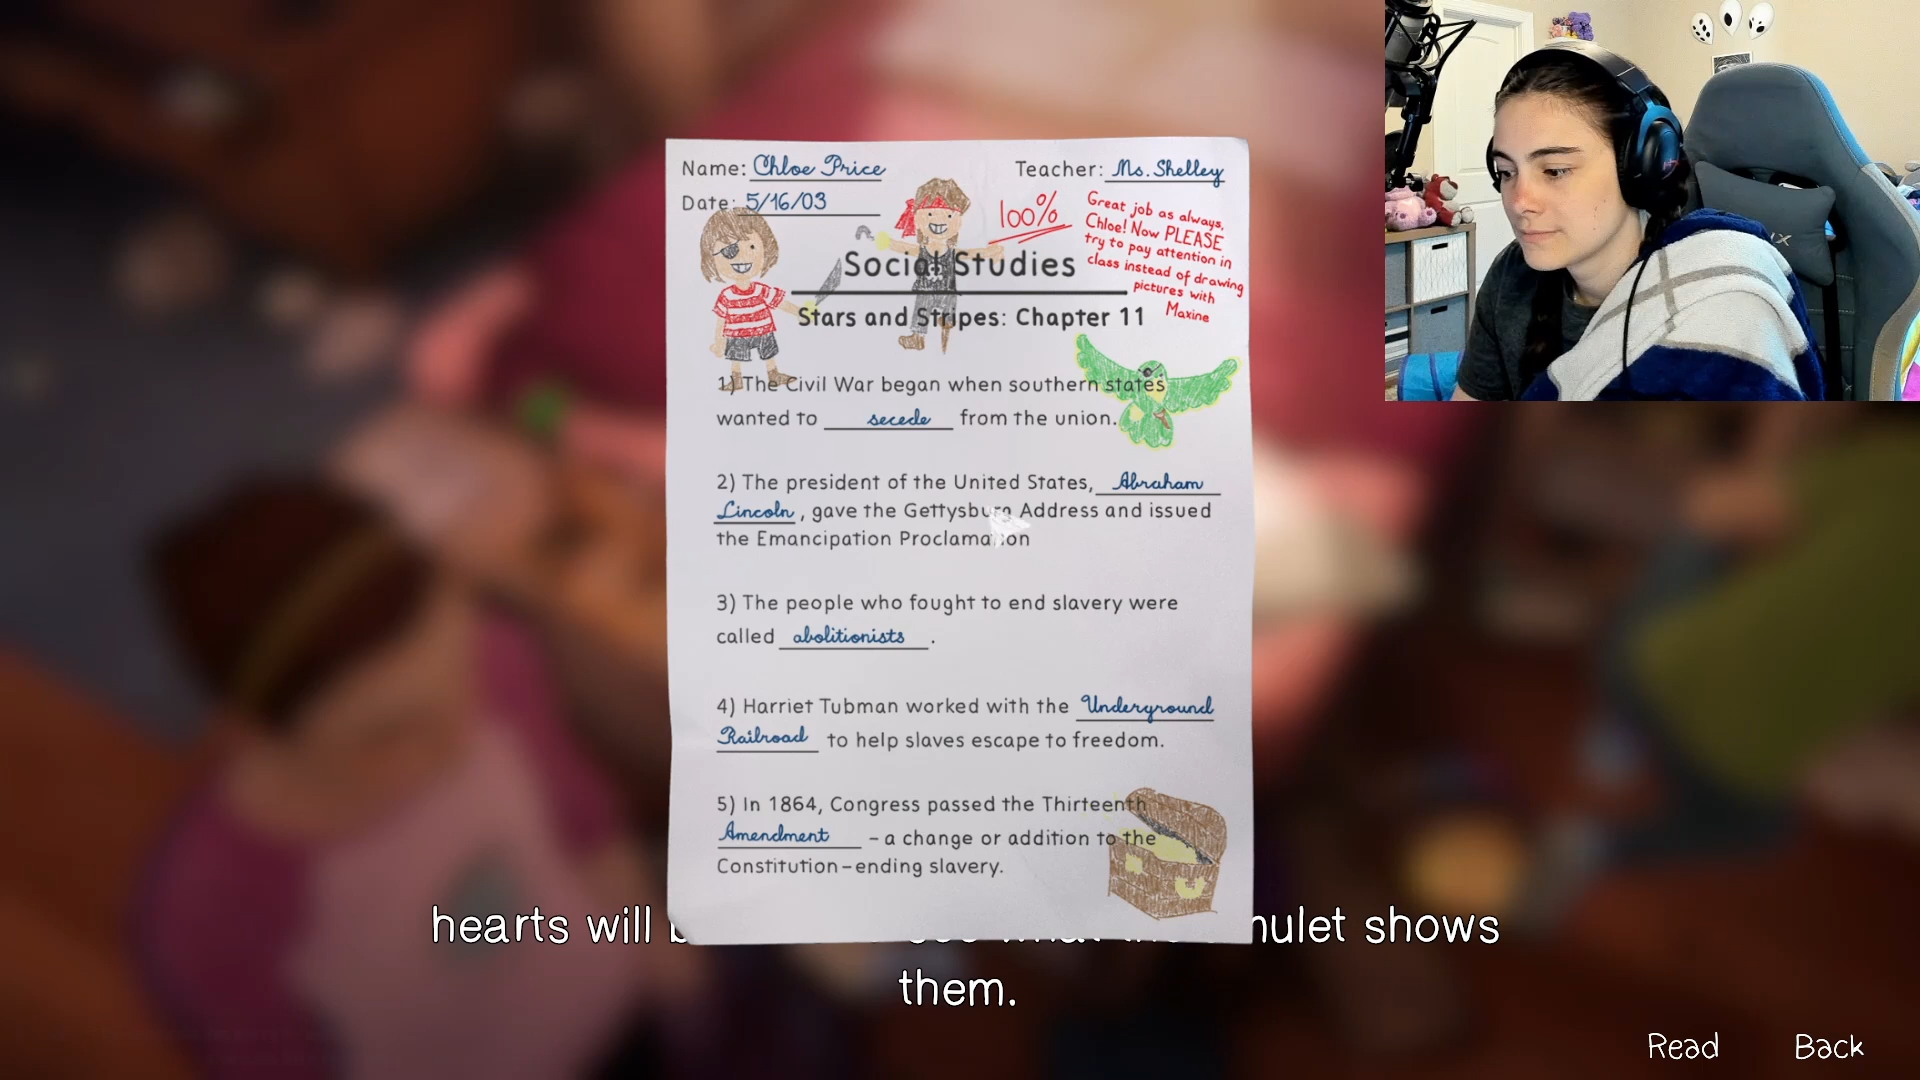 Name: Chloe Price
Teacher: Ms. Shelley
Date: 5/16/03
100%
Great job as always,
Chloe! Now PLEASE
try to pay attention in
class instead of drawing
pictures with
Maxine
Social Studies
Stars and Stripes: Chapter 11
1) The Civil War began when southern states
wanted to secede from the union.
2) The president of the United States, Abraham
Lincoln, gave the Gettysburg Address and issued
the Emancipation Proclamation
3) The people who fought to end slavery were
called abolitionists.
4) Harriet Tubman worked with the Underground
Railroad to help slaves escape to freedom.
5) In 1864, Congress passed the Thirteenth
Amendment - a change or addition to the
Constitution-ending slavery.
hearts will shows
them.
Read Back